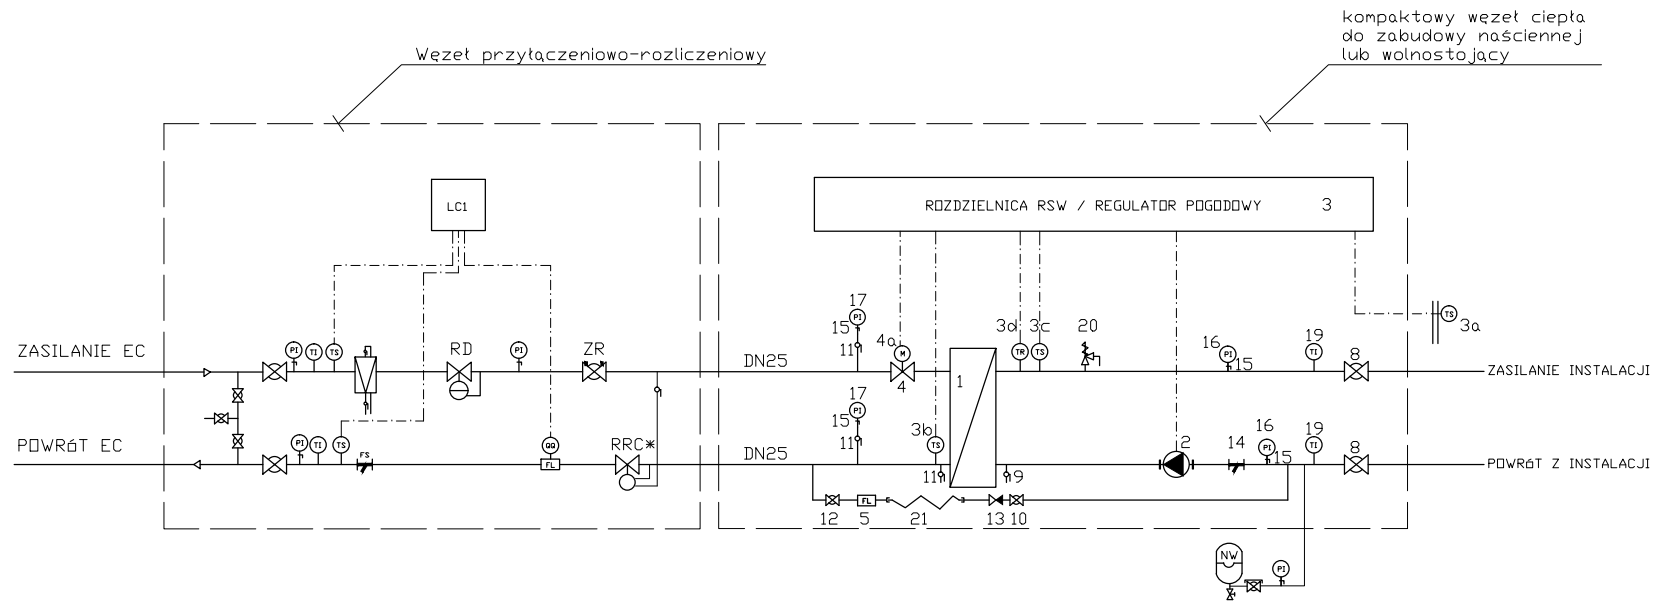 kompaktowy węzeł ciepła
do zabudowy naściennej
lub wolnostojący
Węzeł przyłączeniowo-rozliczeniowy
LC1
ROZDZIELNICA RSW / REGULATOR POGODOWY 3
17
PI
15
11
3d 3c 20
TS
3a
ZASILANIE EC
PI TI TS
RD
PI
ZR
DN25
4a
M
4
TR TS
16
PI
15
19
TI
8
ZASILANIE INSTALACJI
1
17
PI
15
11
POWRóT EC
PI TI TS
FS
QQ
FL
RRC*
DN25
3b
TS
11
9
2
14
16
PI
15
19
TI
8
POWRóT Z INSTALACJI
FL
12 5 21 13 10
NW
PI